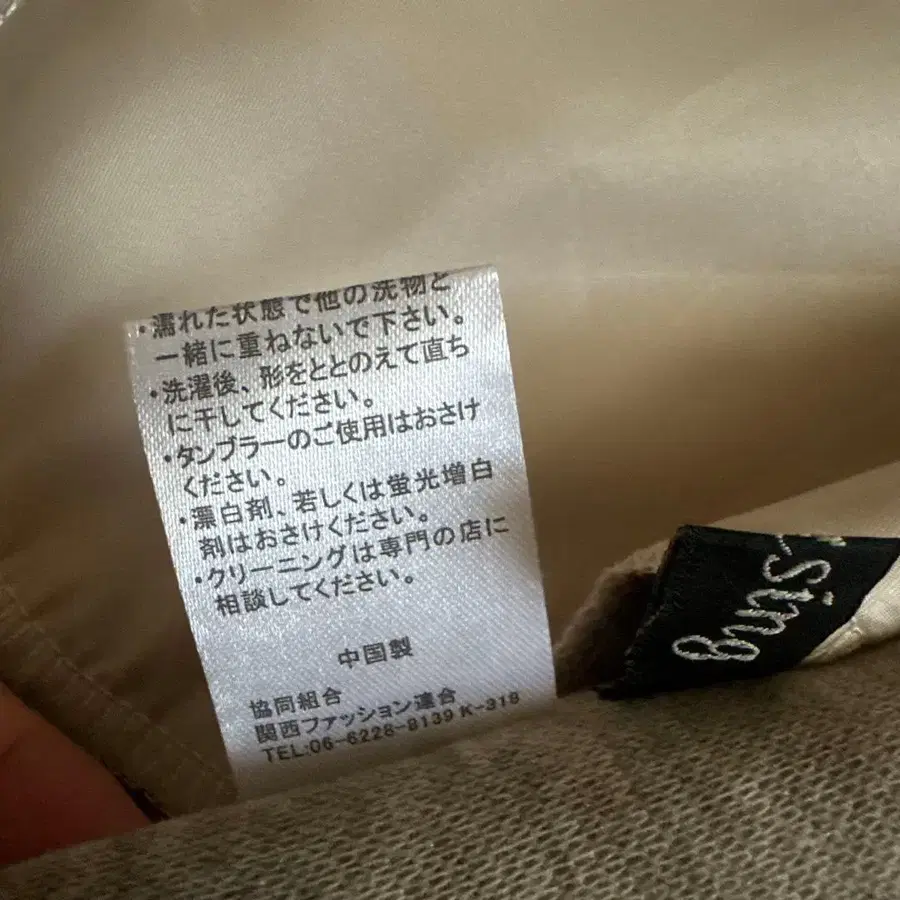 ・濡れた状態で他の洗物と
一緒に重ねないで下さい。
・洗濯後、形をととのえて直ち
に干してください。
・タンブラーのご使用はおさけ
ください。
・漂白剤、若しくは蛍光増白
剤はおさけください。
・クリーニングは専門の店に
相談してください。
中国製
協同組合
関西ファッション連合
TEL:06-6228-8139 K-318
sing